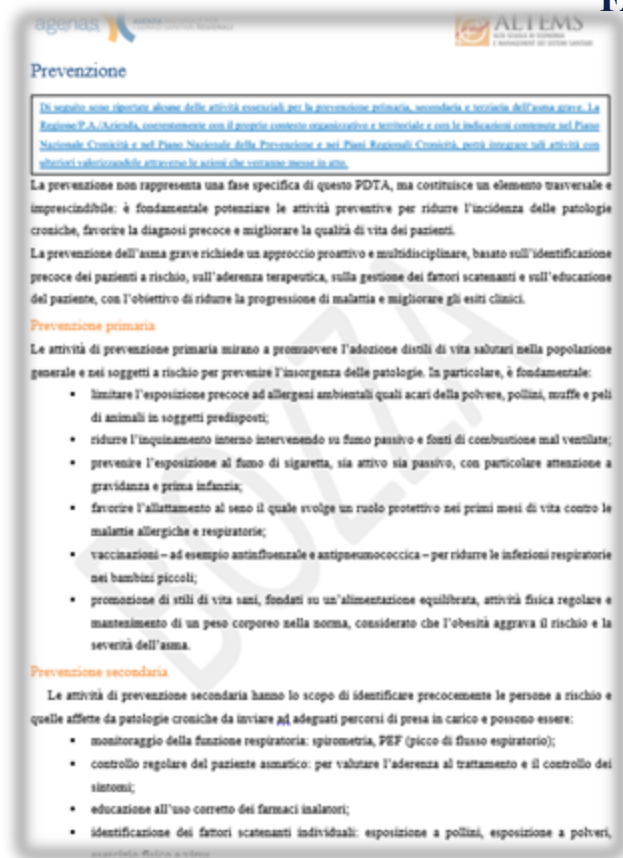 agenas AGENZIA NAZIONALE PER I SERVIZI SANITARI REGIONALI
ALTEMS
ALTA SCUOLA DI ECONOMIA
E MANAGEMENT DEI SISTEMI SANITARI
Prevenzione
Di seguito sono riportate alcune delle attività essenziali per la prevenzione primaria, secondaria e terziaria dell'asma grave. La
Regione/P.A./Azienda, coerentemente con il proprio contesto organizzativo e territoriale e con le indicazioni contenute nel Piano
Nazionale Cronicità e nel Piano Nazionale della Prevenzione e nei Piani Regionali Cronicità, potrà integrare tali attività con
ulteriori valorizzandole attraverso le azioni che verranno messe in atto.
La prevenzione non rappresenta una fase specifica di questo PDTA, ma costituisce un elemento trasversale e
imprescindibile: è fondamentale potenziare le attività preventive per ridurre l'incidenza delle patologie
croniche, favorire la diagnosi precoce e migliorare la qualità di vita dei pazienti.
La prevenzione dell'asma grave richiede un approccio proattivo e multidisciplinare, basato sull'identificazione
precoce dei pazienti a rischio, sull'aderenza terapeutica, sulla gestione dei fattori scatenanti e sull'educazione
del paziente, con l'obiettivo di ridurre la progressione di malattia e migliorare gli esiti clinici.
Prevenzione primaria
Le attività di prevenzione primaria mirano a promuovere l'adozione distili di vita salutari nella popolazione
generale e nei soggetti a rischio per prevenire l'insorgenza delle patologie. In particolare, è fondamentale:
▪ limitare l'esposizione precoce ad allergeni ambientali quali acari della polvere, pollini, muffe e peli
di animali in soggetti predisposti;
▪ ridurre l'inquinamento interno intervenendo su fumo passivo e fonti di combustione mal ventilate;
▪ prevenire l'esposizione al fumo di sigaretta, sia attivo sia passivo, con particolare attenzione a
gravidanza e prima infanzia;
▪ favorire l'allattamento al seno il quale svolge un ruolo protettivo nei primi mesi di vita contro le
malattie allergiche e respiratorie;
▪ vaccinazioni – ad esempio antinfluenzale e antipneumococcica – per ridurre le infezioni respiratorie
nei bambini piccoli;
▪ promozione di stili di vita sani, fondati su un'alimentazione equilibrata, attività fisica regolare e
mantenimento di un peso corporeo nella norma, considerato che l'obesità aggrava il rischio e la
severità dell'asma.
Prevenzione secondaria
Le attività di prevenzione secondaria hanno lo scopo di identificare precocemente le persone a rischio e
quelle affette da patologie croniche da inviare ad adeguati percorsi di presa in carico e possono essere:
▪ monitoraggio della funzione respiratoria: spirometria, PEF (picco di flusso espiratorio);
▪ controllo regolare del paziente asmatico: per valutare l'aderenza al trattamento e il controllo dei
sintomi;
▪ educazione all'uso corretto dei farmaci inalatori;
▪ identificazione dei fattori scatenanti individuali: esposizione a pollini, esposizione a polveri,
esercizio fisico
BOZZA